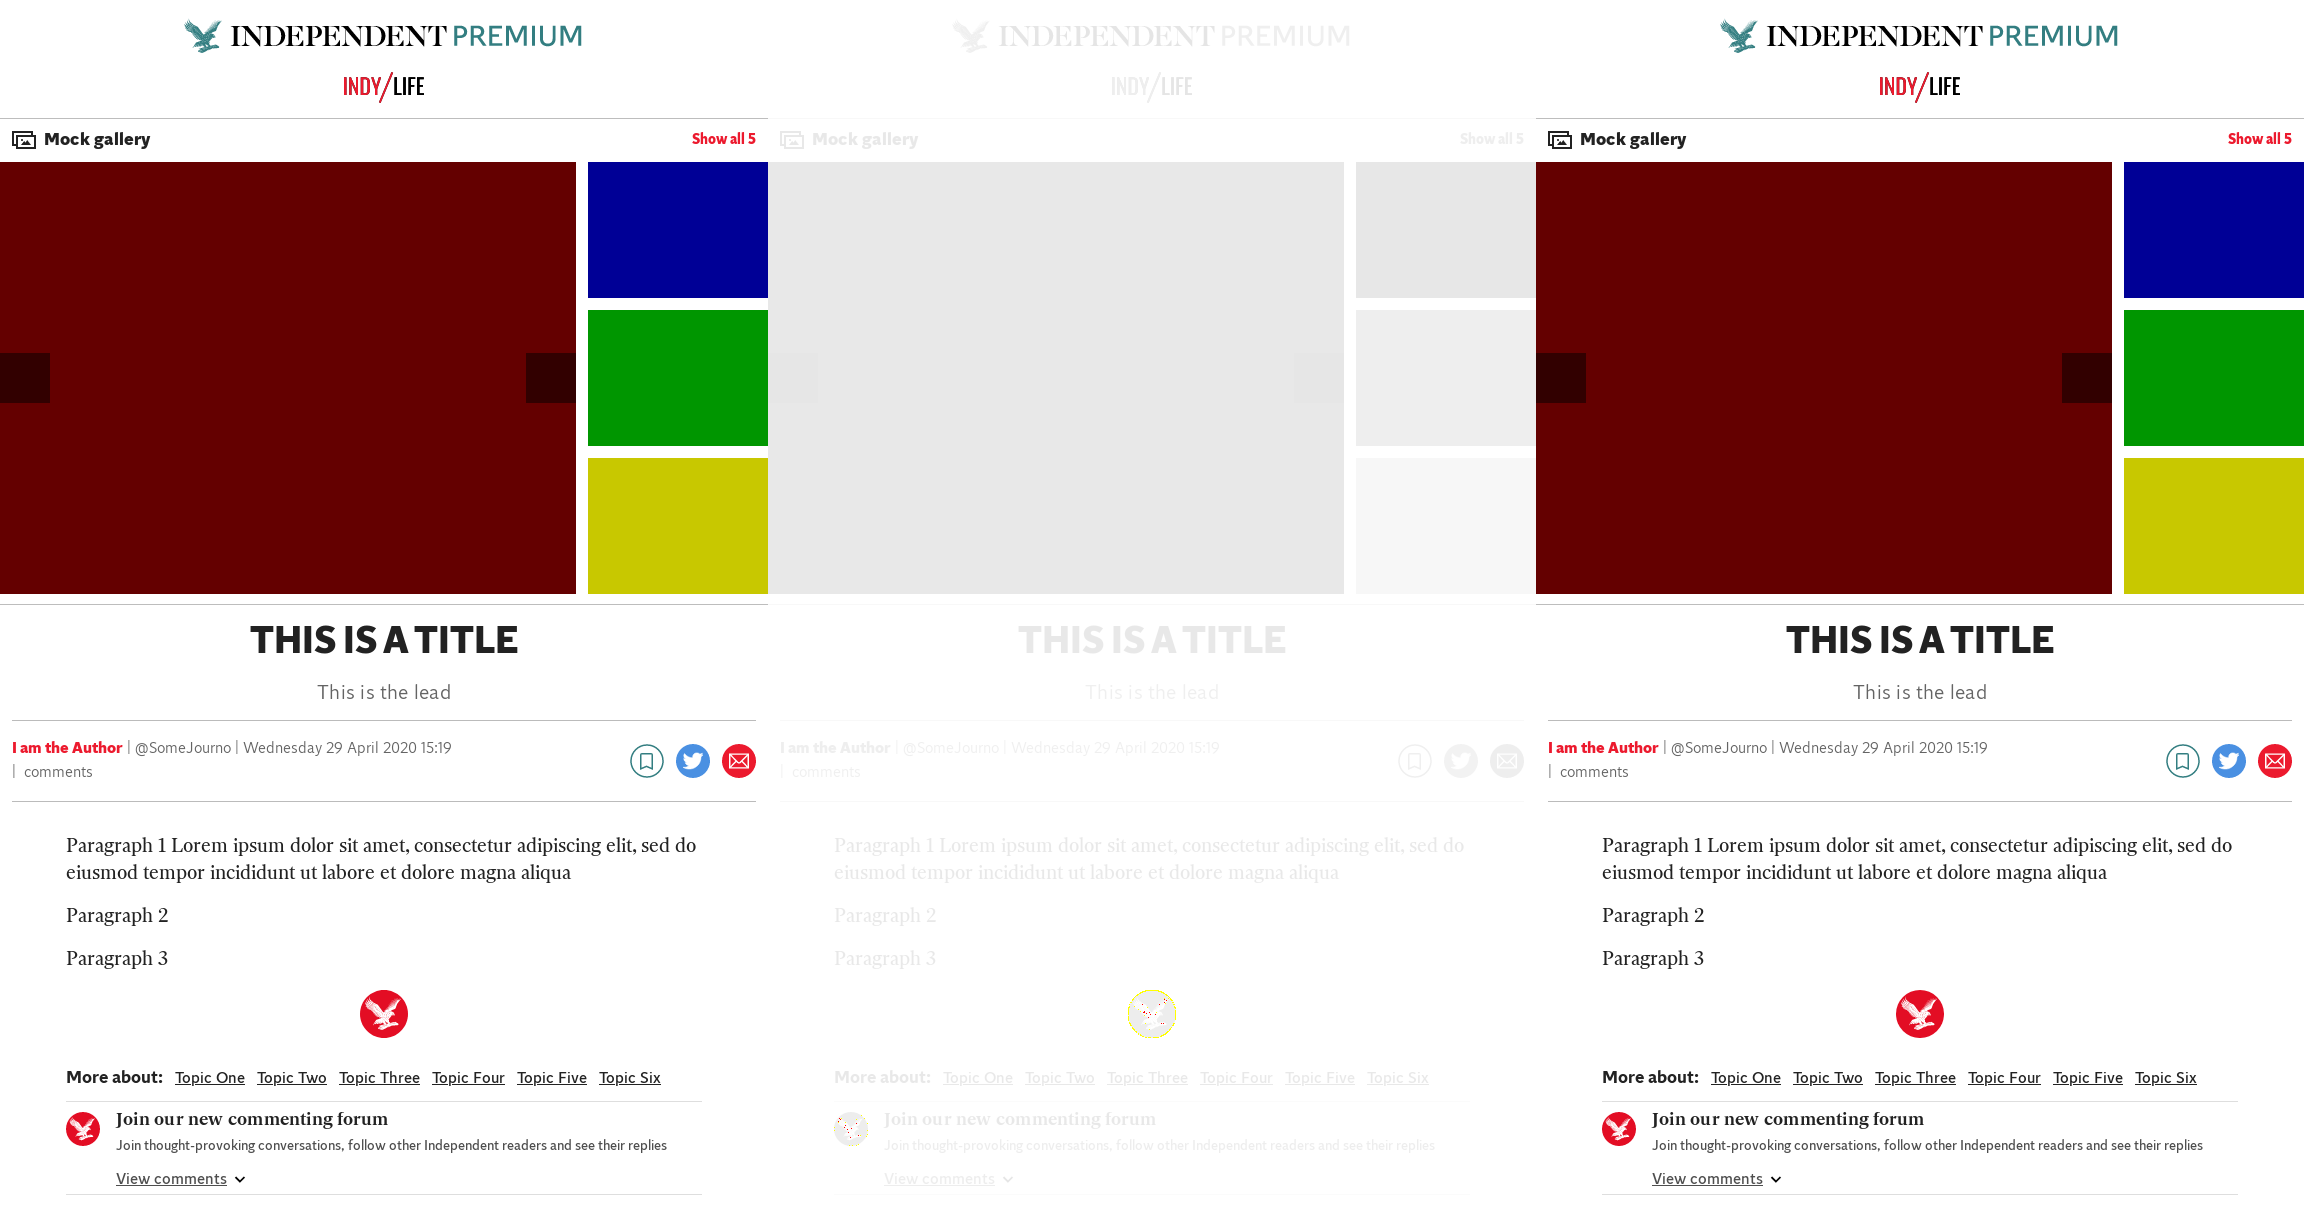 INDEPENDENT PREMIUM
INDY/LIFE
Mock gallery
Show all 5
THIS IS A TITLE
This is the lead
I am the Author | @SomeJourno | Wednesday 29 April 2020 15:19
| comments
Paragraph 1 Lorem ipsum dolor sit amet, consectetur adipiscing elit, sed do
eiusmod tempor incididunt ut labore et dolore magna aliqua
Paragraph 2
Paragraph 3
More about: Topic One Topic Two Topic Three Topic Four Topic Five Topic Six
Join our new commenting forum
Join thought-provoking conversations, follow other Independent readers and see their replies
View comments
INDEPENDENT PREMIUM
INDY/LIFE
Mock gallery
Show all 5
THIS IS A TITLE
This is the lead
I am the Author | @SomeJourno | Wednesday 29 April 2020 15:19
| comments
Paragraph 1 Lorem ipsum dolor sit amet, consectetur adipiscing elit, sed do
eiusmod tempor incididunt ut labore et dolore magna aliqua
Paragraph 2
Paragraph 3
More about: Topic One Topic Two Topic Three Topic Four Topic Five Topic Six
Join our new commenting forum
Join thought-provoking conversations, follow other Independent readers and see their replies
View comments
INDEPENDENT PREMIUM
INDY/LIFE
Mock gallery
Show all 5
THIS IS A TITLE
This is the lead
I am the Author | @SomeJourno | Wednesday 29 April 2020 15:19
| comments
Paragraph 1 Lorem ipsum dolor sit amet, consectetur adipiscing elit, sed do
eiusmod tempor incididunt ut labore et dolore magna aliqua
Paragraph 2
Paragraph 3
More about: Topic One Topic Two Topic Three Topic Four Topic Five Topic Six
Join our new commenting forum
Join thought-provoking conversations, follow other Independent readers and see their replies
View comments